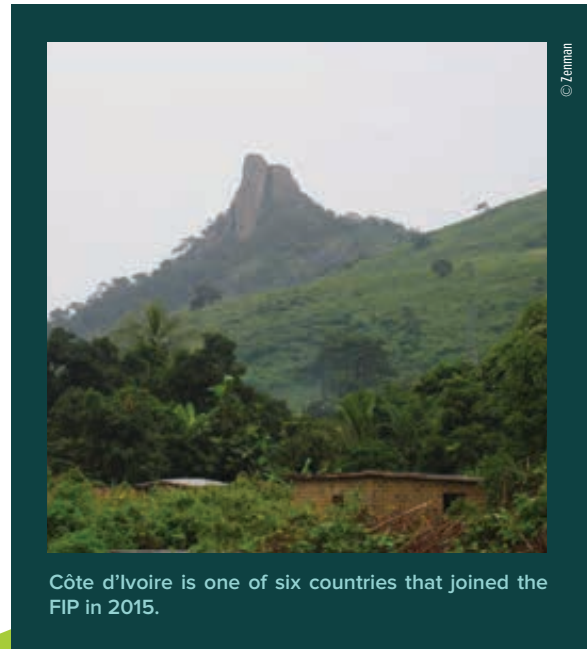 © Zenman
Côte d’Ivoire is one of six countries that joined the
FIP in 2015.